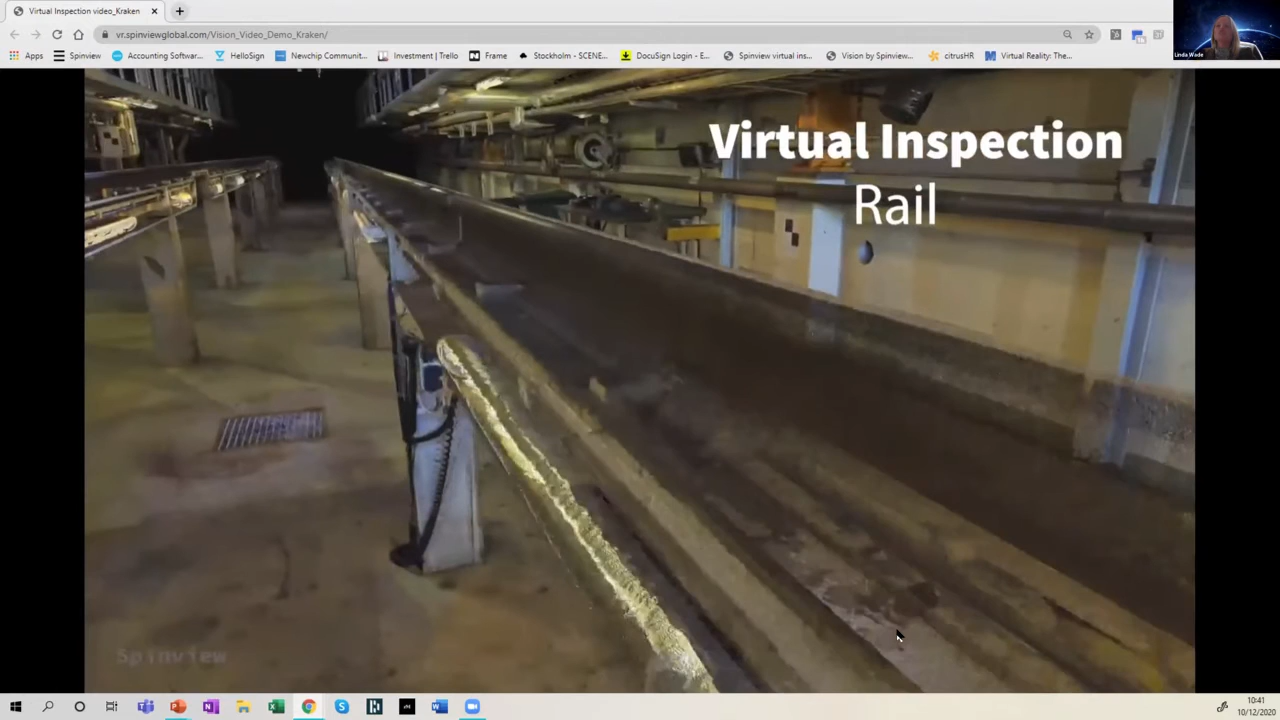 Virtual Inspection video_Kraken
vr.spinviewglobal.com/Vision_Video_Demo_Kraken/
Apps
Spinview
Accounting Softwar...
HelloSign
Newchip Communit...
Investment | Trello
Frame
Stockholm - SCENE...
DocuSign Login - E...
Spinview virtual ins...
Vision by Spinview...
citrusHR
Virtual Reality: The...
Linda Wade
Virtual Inspection
Rail
Spinview
10:41
10/12/2020